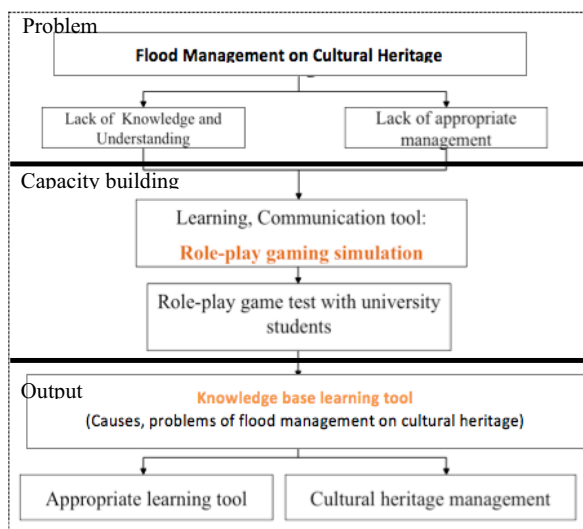 Problem
Flood Management on Cultural Heritage
Lack of Knowledge and
Understanding
Lack of appropriate
management
Capacity building
Learning, Communication tool:
Role-play gaming simulation
Role-play game test with university
students
Output
Knowledge base learning tool
(Causes, problems of flood management on cultural heritage)
Appropriate learning tool
Cultural heritage management